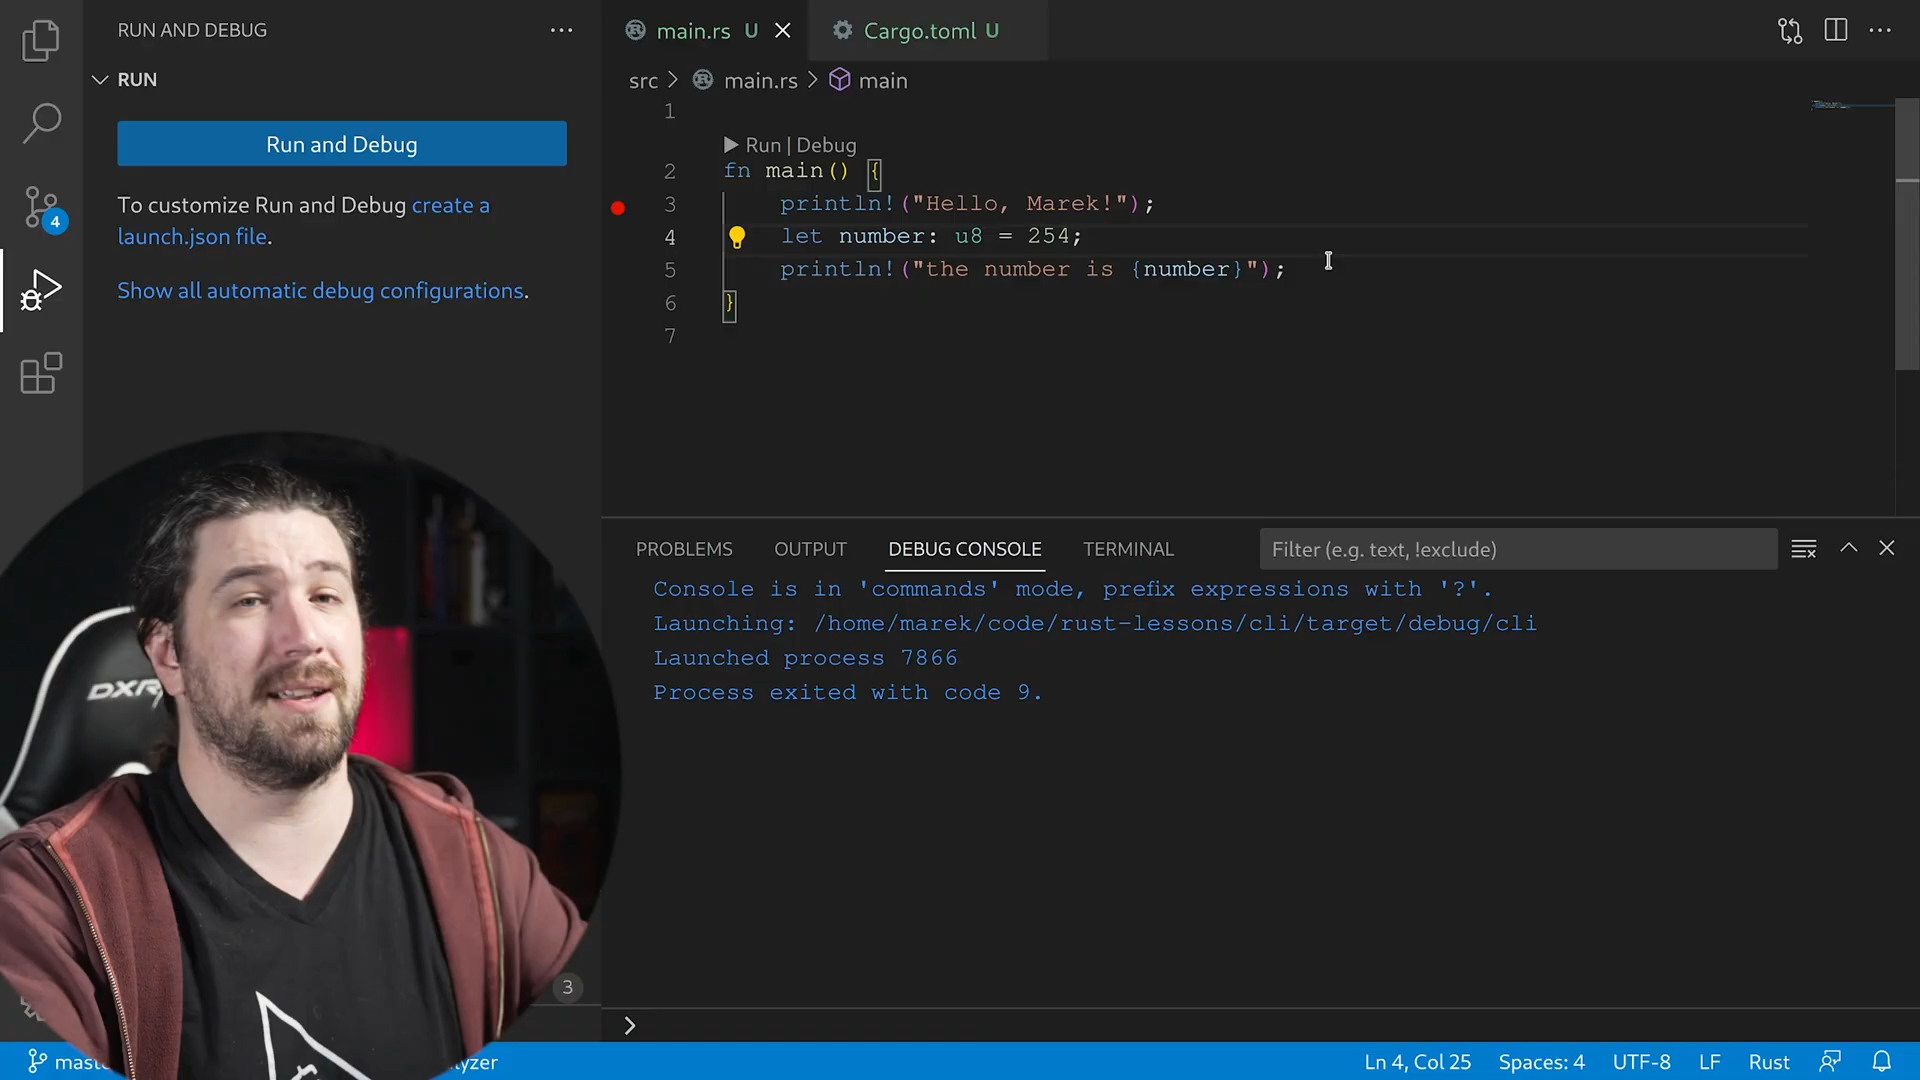 RUN AND DEBUG
RUN
Run and Debug
To customize Run and Debug create a
launch.json file.
Show all automatic debug configurations.
4
main.rs U
Cargo.toml U
src > main.rs > main
1
Run | Debug
2 fn main() {
3 println!("Hello, Marek!");
4 let number: u8 = 254;
5 println!("the number is {number}");
6 }
7
PROBLEMS OUTPUT DEBUG CONSOLE TERMINAL Filter (e.g. text, !exclude)
Console is in 'commands' mode, prefix expressions with '?'.
Launching: /home/marek/code/rust-lessons/cli/target/debug/cli
Launched process 7866
Process exited with code 9.
3
>
Ln 4, Col 25 Spaces: 4 UTF-8 LF Rust